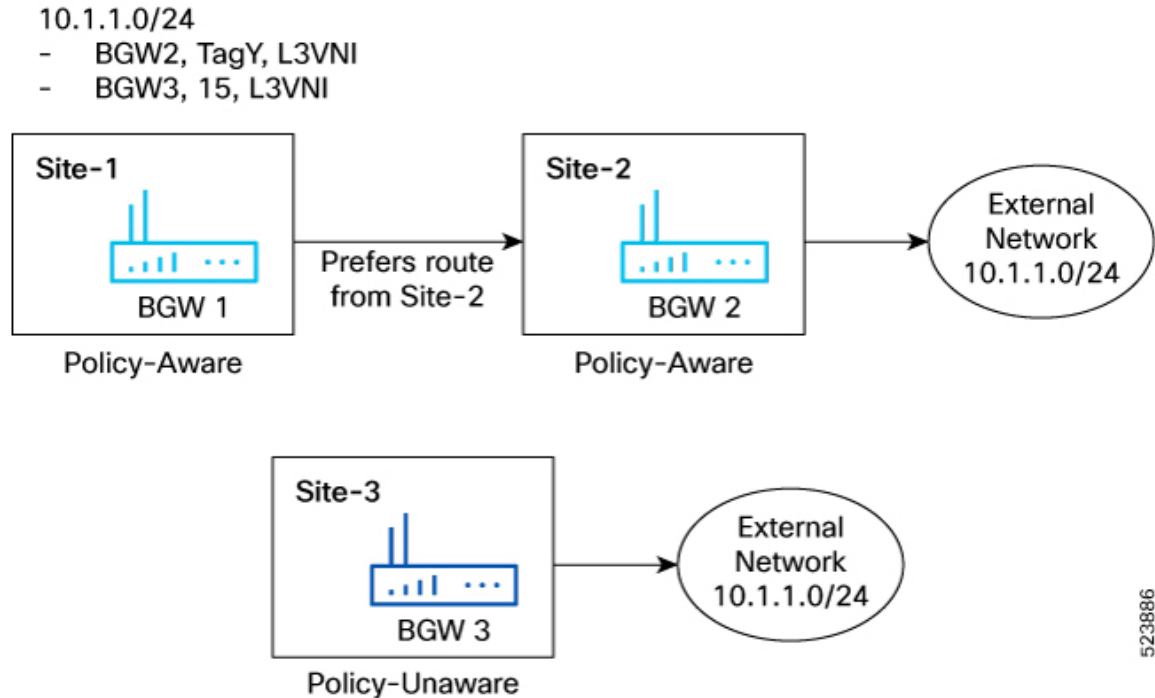 10.1.1.0/24
- BGW2, TagY, L3VNI
- BGW3, 15, L3VNI
Site-1
BGW 1
Policy-Aware
Prefers route
from Site-2
Site-2
BGW 2
Policy-Aware
External
Network
10.1.1.0/24
Site-3
BGW 3
Policy-Unaware
External
Network
10.1.1.0/24
523886